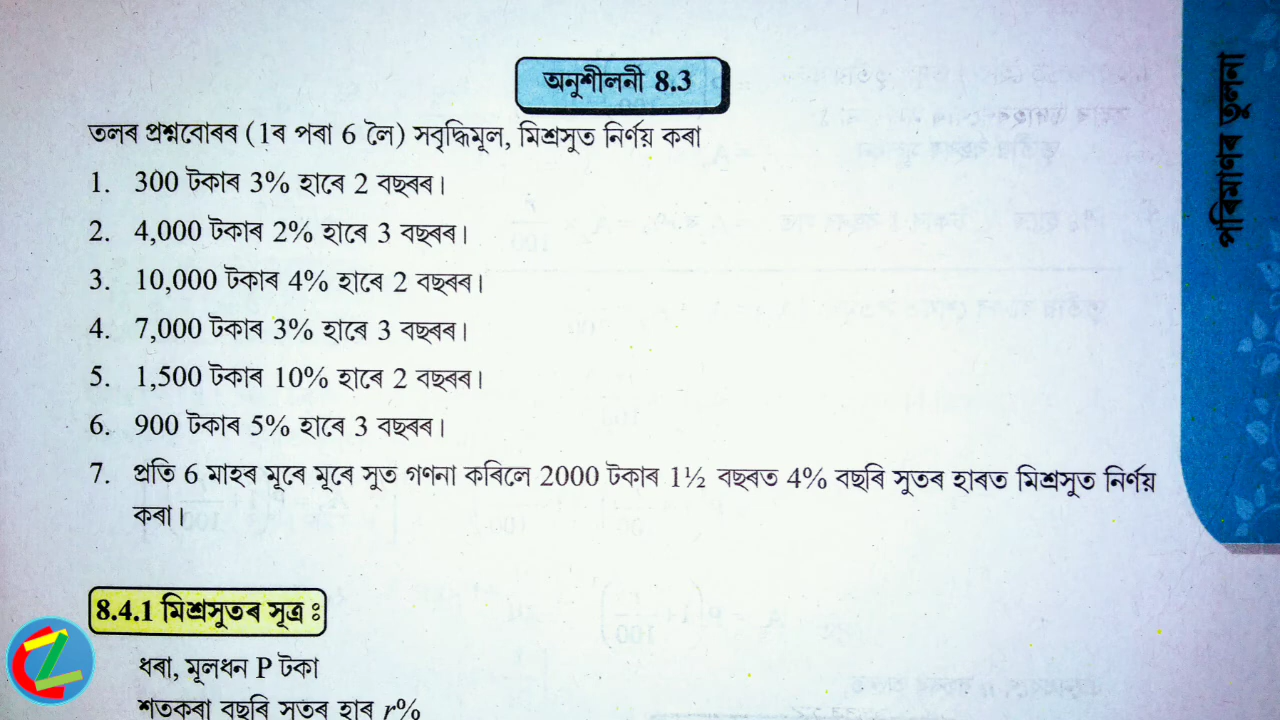 অনুশীলনী 8.3
তলৰ প্ৰশ্নবোৰৰ (1ৰ পৰা 6 লৈ) সবৃদ্ধিমূল, মিশ্ৰসুত নিৰ্ণয় কৰা
1. 300 টকাৰ 3% হাৰে 2 বছৰৰ।
2. 4,000 টকাৰ 2% হাৰে 3 বছৰৰ।
3. 10,000 টকাৰ 4% হাৰে 2 বছৰৰ।
4. 7,000 টকাৰ 3% হাৰে 3 বছৰৰ।
5. 1,500 টকাৰ 10% হাৰে 2 বছৰৰ।
6. 900 টকাৰ 5% হাৰে 3 বছৰৰ।
7. প্ৰতি 6 মাহৰ মূৰে মূৰে সুত গণনা কৰিলে 2000 টকাৰ 1½ বছৰত 4% বছৰি সুতৰ হাৰত মিশ্ৰসুত নিৰ্ণয়
কৰা।
8.4.1 মিশ্ৰসুতৰ সূত্ৰ ঃ
ধৰা, মূলধন P টকা
শতকৰা বছৰি সুতৰ হাৰ r%
পৰিমাণৰ তুলনা